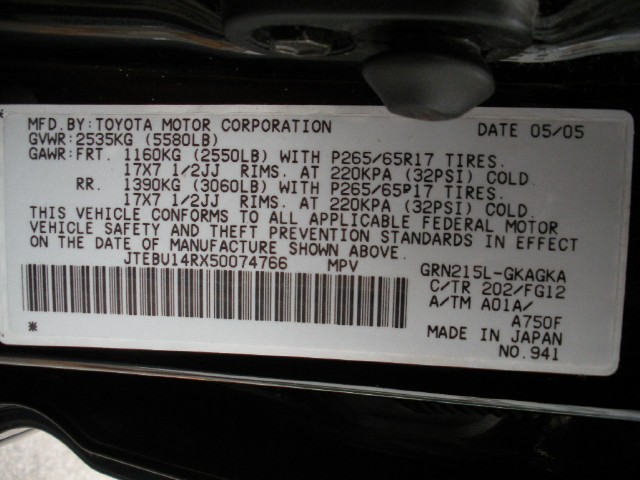 MFD. BY: TOYOTA MOTOR CORPORATION DATE 05/05
GVWR: 2535KG (5580LB)
GAWR: FRT. 1160KG (2550LB) WITH P265/65R17 TIRES.
17X7 1/2JJ RIMS. AT 220KPA (32PSI) COLD.
RR. 1390KG (3060LB) WITH P265/65R17 TIRES.
17X7 1/2JJ RIMS. AT 220KPA (32PSI) COLD.
THIS VEHICLE CONFORMS TO ALL APPLICABLE FEDERAL MOTOR
VEHICLE SAFETY AND THEFT PREVENTION STANDARDS IN EFFECT
ON THE DATE OF MANUFACTURE SHOWN ABOVE.
JTEBU14RX50074766 MPV GRN215L-GKAGKA
C/TR 202/FG12
A/TM A01A/
A750F
* MADE IN JAPAN
NO. 941